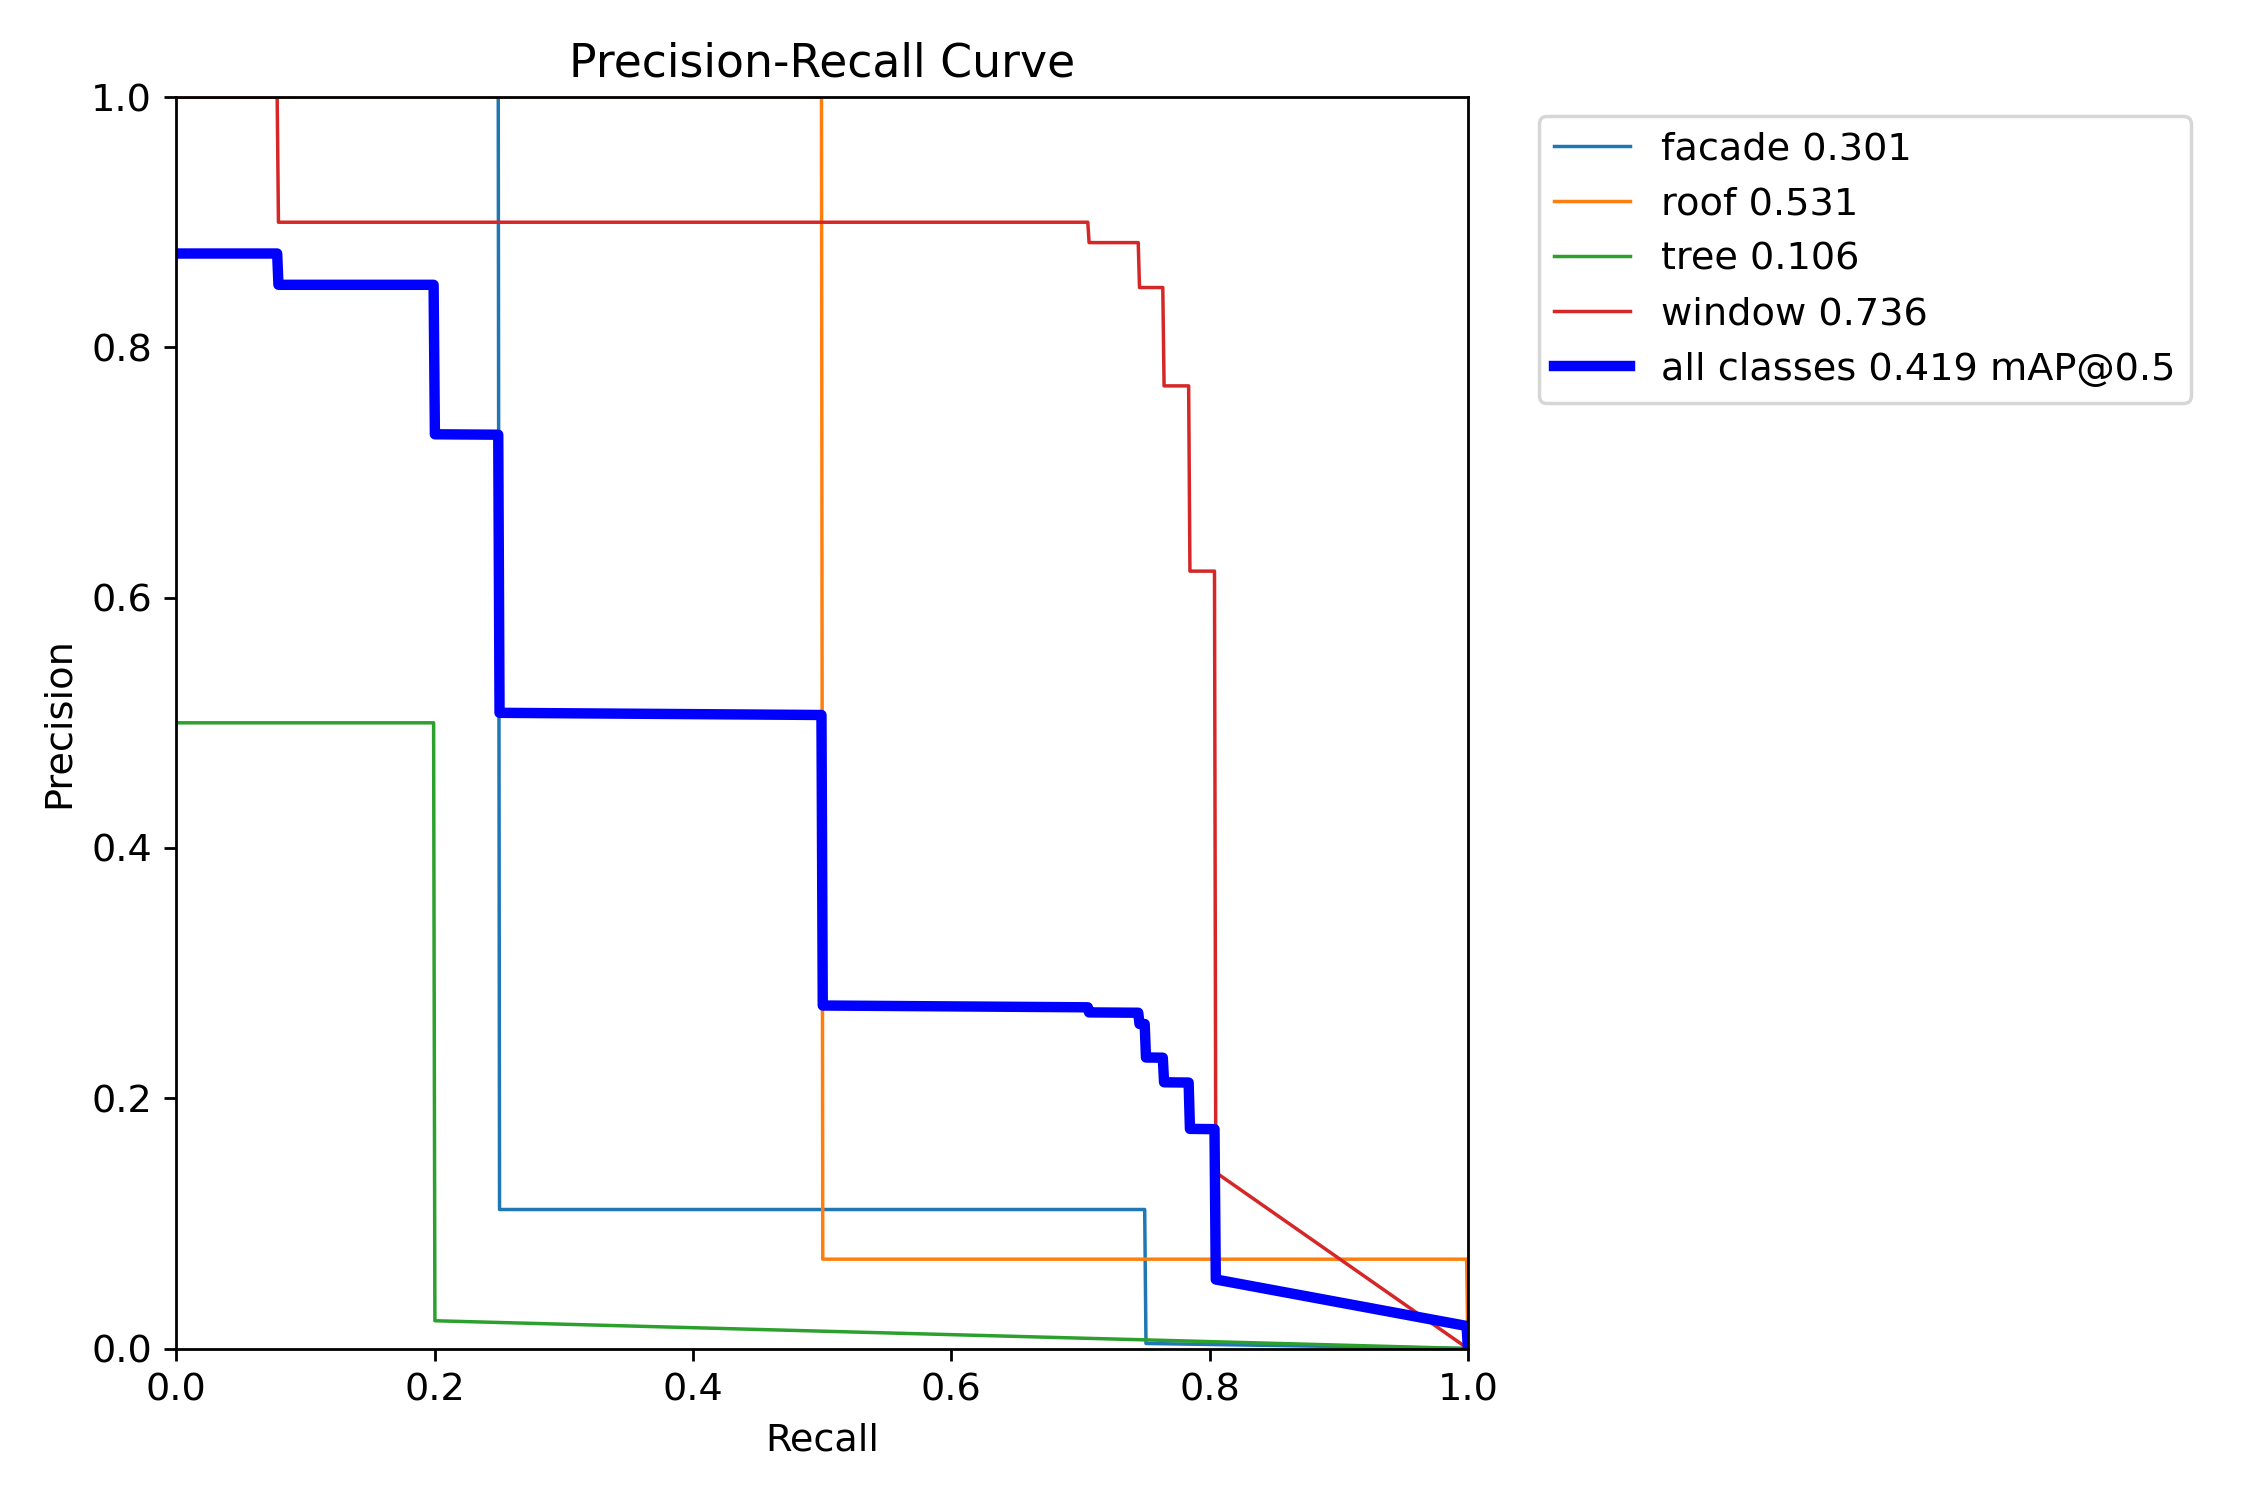 Precision-Recall Curve
1.0
0.8
0.6
0.4
0.2
0.0
Precision
0.0 0.2 0.4 0.6 0.8 1.0
Recall
facade 0.301
roof 0.531
tree 0.106
window 0.736
all classes 0.419 mAP@0.5